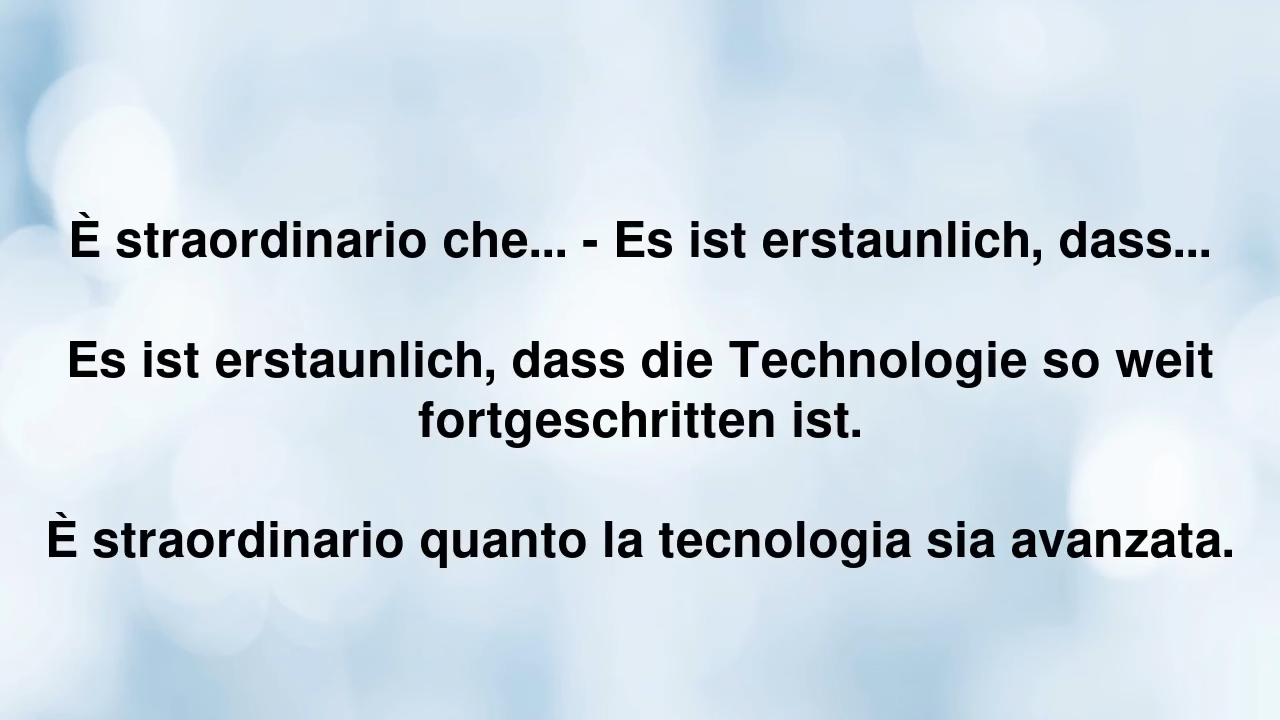 È straordinario che... - Es ist erstaunlich, dass...
Es ist erstaunlich, dass die Technologie so weit
fortgeschritten ist.
È straordinario quanto la tecnologia sia avanzata.